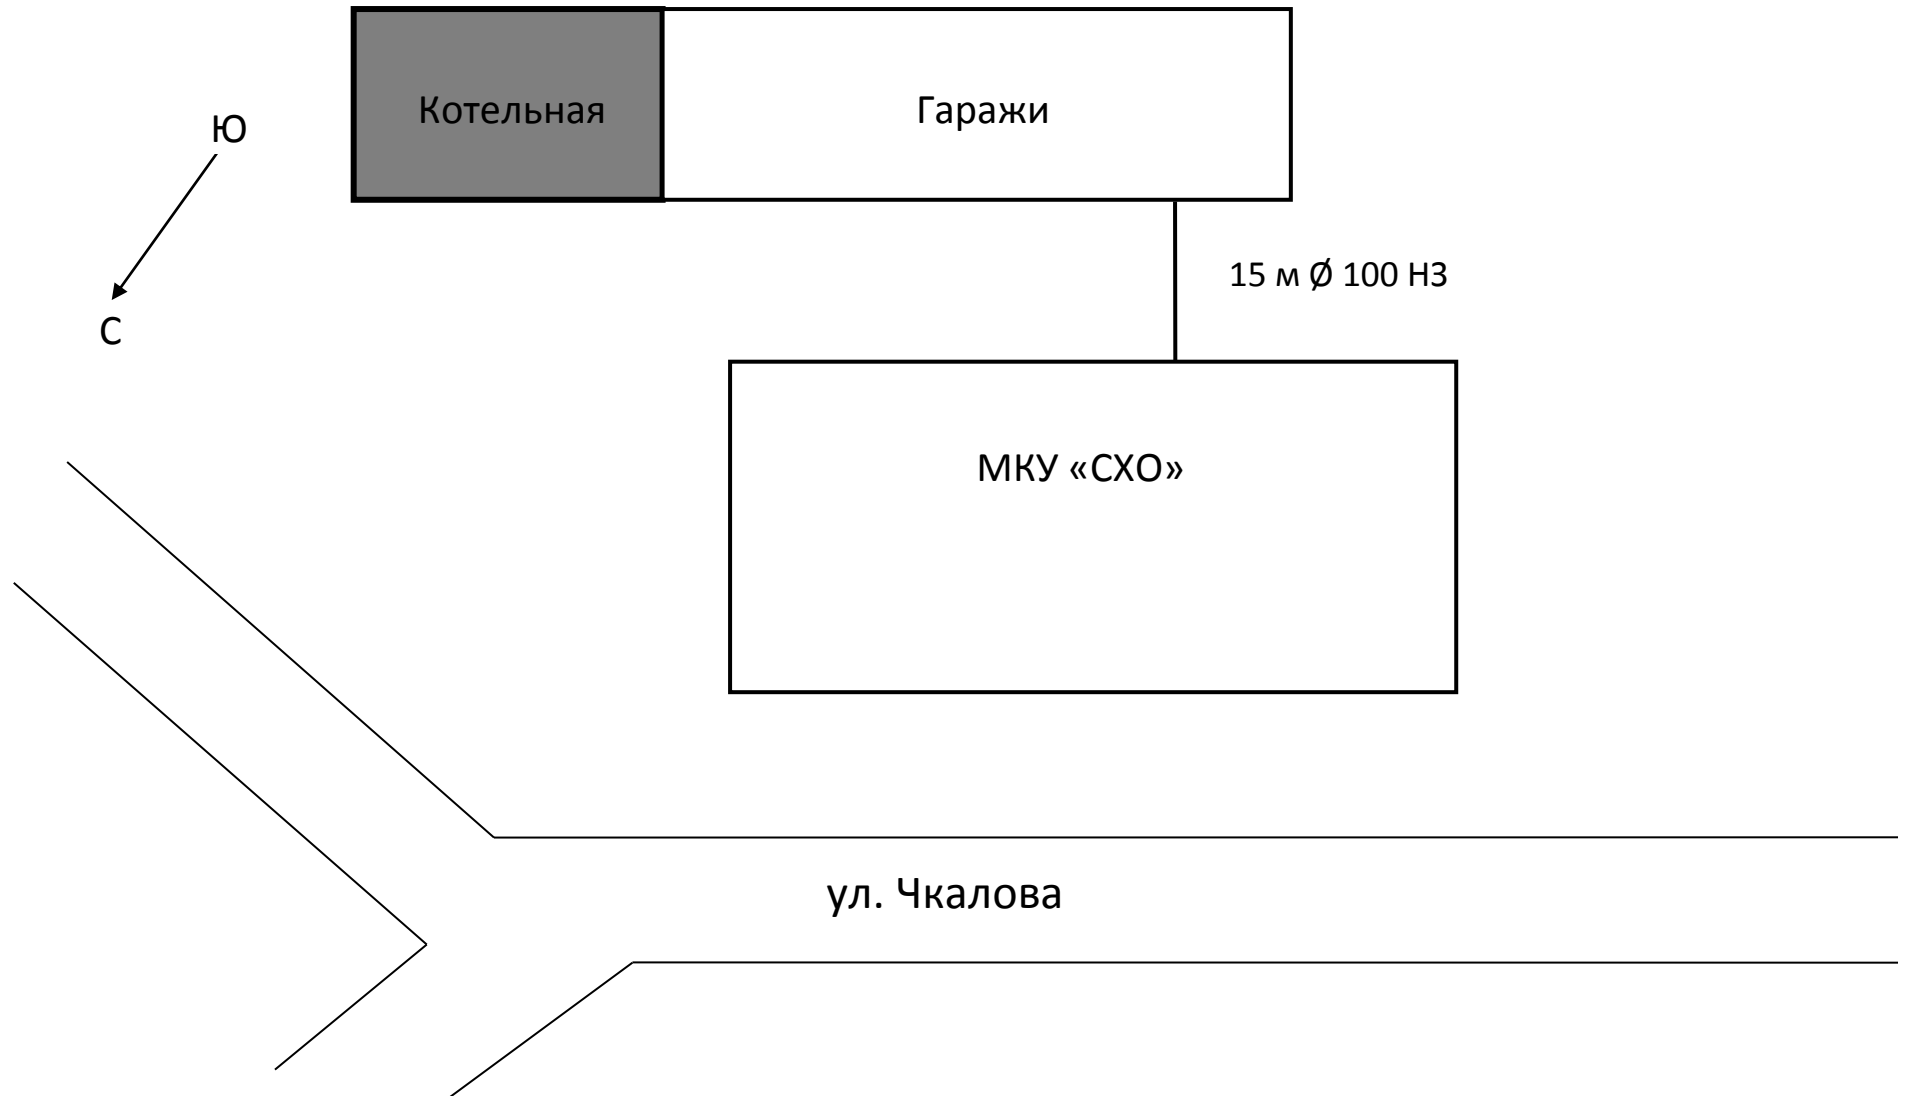 Котельная
Гаражи
Ю
15 м Ø 100 НЗ
С
МКУ «СХО»
ул. Чкалова